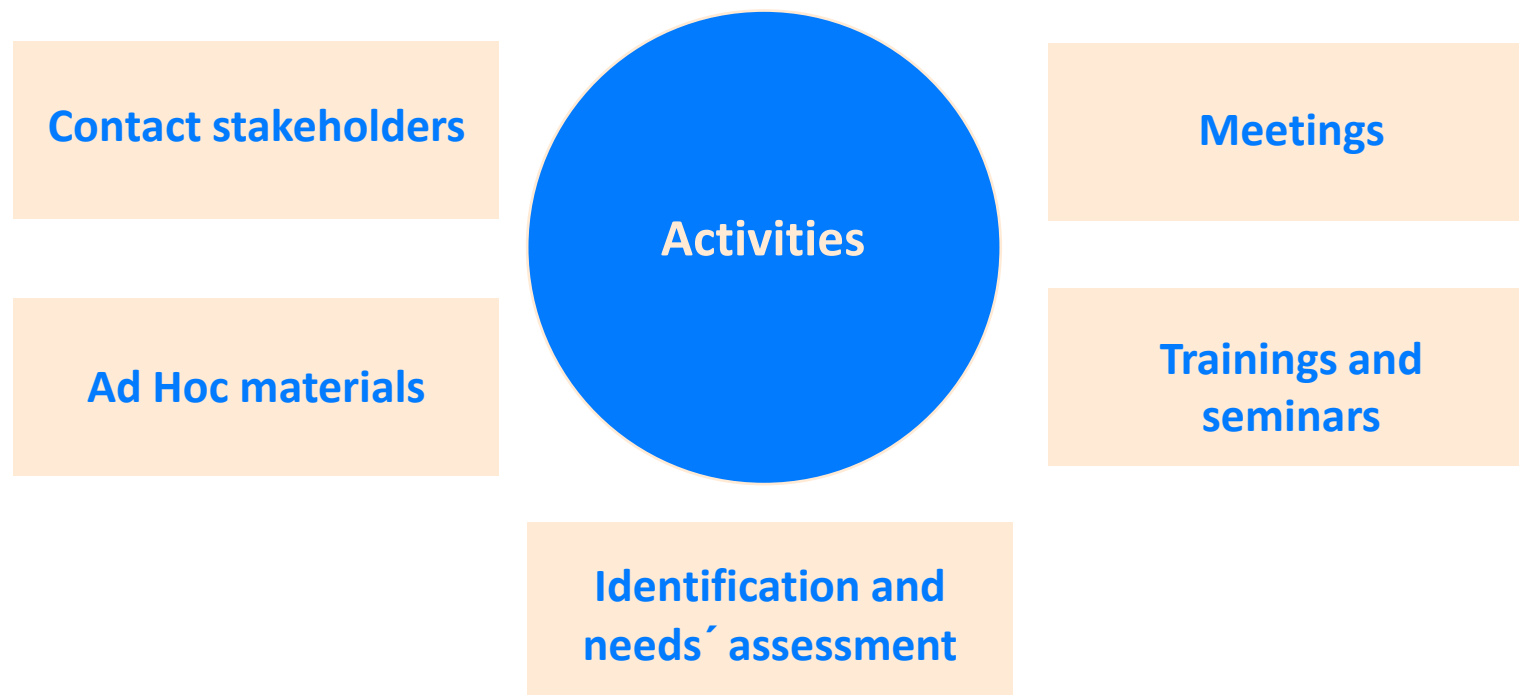 Contact stakeholders
Ad Hoc materials
Activities
Meetings
Trainings and
seminars
Identification and
needs´ assessment